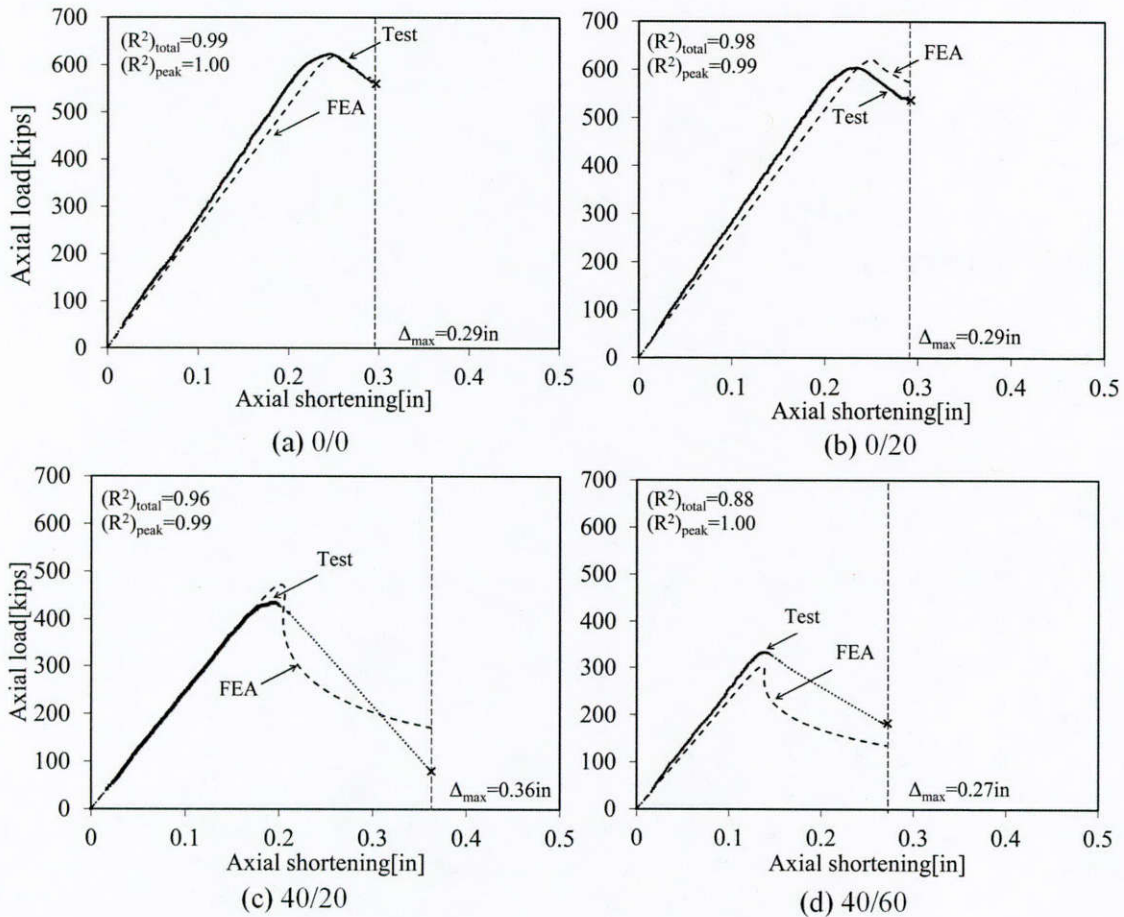 700
600
500
400
300
200
100
0
Axial load[kips]
(R²)total=0.99
(R²)peak=1.00
Test
FEA
Δmax=0.29in
0 0.1 0.2 0.3 0.4 0.5
Axial shortening[in]
(a) 0/0
700
600
500
400
300
200
100
0
(R²)total=0.98
(R²)peak=0.99
FEA
Test
Δmax=0.29in
0 0.1 0.2 0.3 0.4 0.5
Axial shortening[in]
(b) 0/20
700
600
500
400
300
200
100
0
Axial load[kips]
(R²)total=0.96
(R²)peak=0.99
Test
FEA
Δmax=0.36in
0 0.1 0.2 0.3 0.4 0.5
Axial shortening[in]
(c) 40/20
700
600
500
400
300
200
100
0
(R²)total=0.88
(R²)peak=1.00
Test
FEA
Δmax=0.27in
0 0.1 0.2 0.3 0.4 0.5
Axial shortening[in]
(d) 40/60